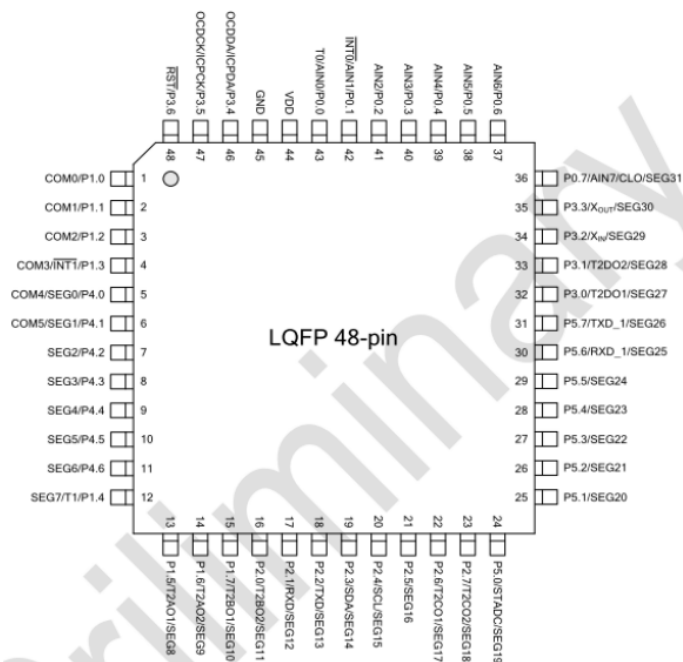 RST/P3.6
OCDCK/ICPCK/P3.5
OCDDA/ICPDA/P3.4
GND
VDD
T0/AIN0/P0.0
INT0/AIN1/P0.1
AIN2/P0.2
AIN3/P0.3
AIN4/P0.4
AIN5/P0.5
AIN6/P0.6
48
47
46
45
44
43
42
41
40
39
38
37
COM0/P1.0 1
COM1/P1.1 2
COM2/P1.2 3
COM3/INT1/P1.3 4
COM4/SEG0/P4.0 5
COM5/SEG1/P4.1 6
SEG2/P4.2 7
SEG3/P4.3 8
SEG4/P4.4 9
SEG5/P4.5 10
SEG6/P4.6 11
SEG7/T1/P1.4 12
LQFP 48-pin
36 P0.7/AIN7/CLO/SEG31
35 P3.3/XOUT/SEG30
34 P3.2/XIN/SEG29
33 P3.1/T2DO2/SEG28
32 P3.0/T2DO1/SEG27
31 P5.7/TXD_1/SEG26
30 P5.6/RXD_1/SEG25
29 P5.5/SEG24
28 P5.4/SEG23
27 P5.3/SEG22
26 P5.2/SEG21
25 P5.1/SEG20
13
14
15
16
17
18
19
20
21
22
23
24
P1.5/T2AO1/SEG8
P1.6/T2AO2/SEG9
P1.7/T2BO1/SEG10
P2.0/T2BO2/SEG11
P2.1/RXD/SEG12
P2.2/TXD/SEG13
P2.3/SDA/SEG14
P2.4/SCL/SEG15
P2.5/SEG16
P2.6/T2CO1/SEG17
P2.7/T2CO2/SEG18
P5.0/STADC/SEG19